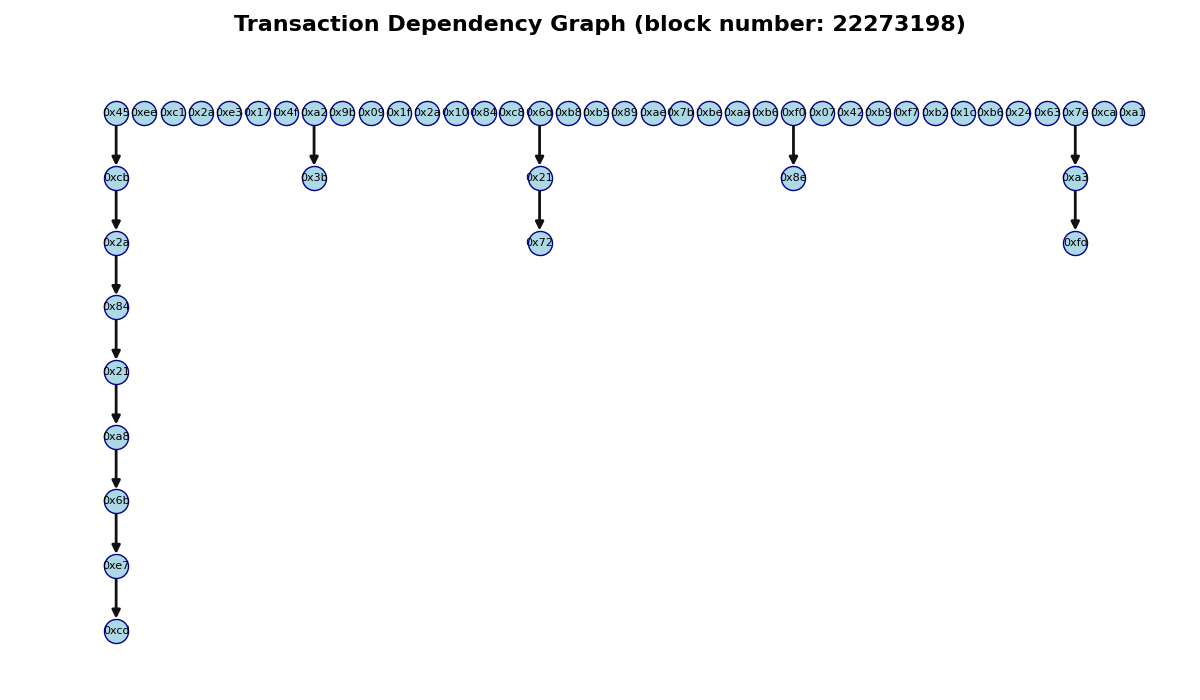 Transaction Dependency Graph (block number: 22273198)
0x45 0xee 0xc1 0x2a 0xe3 0x17 0x4f 0xa2 0x9b 0x09 0x1f 0x2a 0x10 0x84 0xc8 0x6c 0xb8 0xb5 0x89 0xae 0x7b 0xbe 0xaa 0xb6 0xf0 0x07 0x42 0xb9 0xf7 0xb2 0x1c 0xb6 0x24 0x63 0x7e 0xca 0xa1
0xcb 0x3b 0x21 0x8e 0xa3
0x2a 0x72
0x84
0x21
0xa8
0x6b
0xe7